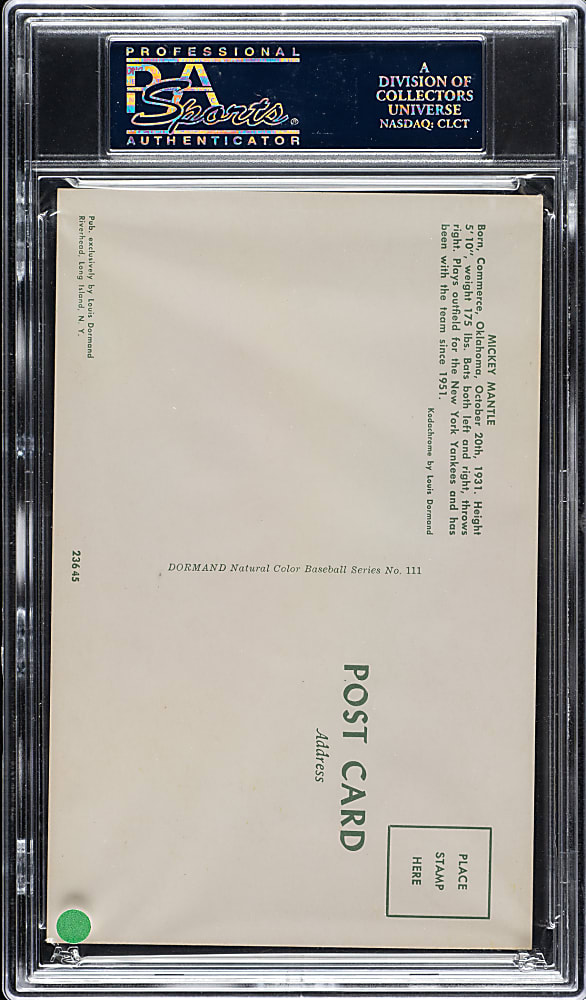 PROFESSIONAL
PSA
Sports®
AUTHENTICATOR
A
DIVISION OF
COLLECTORS
UNIVERSE
NASDAQ: CLCT
MICKEY MANTLE
Born, Commerce, Oklahoma, October 20th, 1931. Height
5' 10", weight 175 lbs. Bats both left and right, throws
right. Plays outfield for the New York Yankees and has
been with the team since 1951.
Kodachrome by Louis Dormand
Pub. exclusively by Louis Dormand
Riverhead, Long Island, N. Y.
DORMAND Natural Color Baseball Series No. 111
23645
POST CARD
Address
PLACE
STAMP
HERE